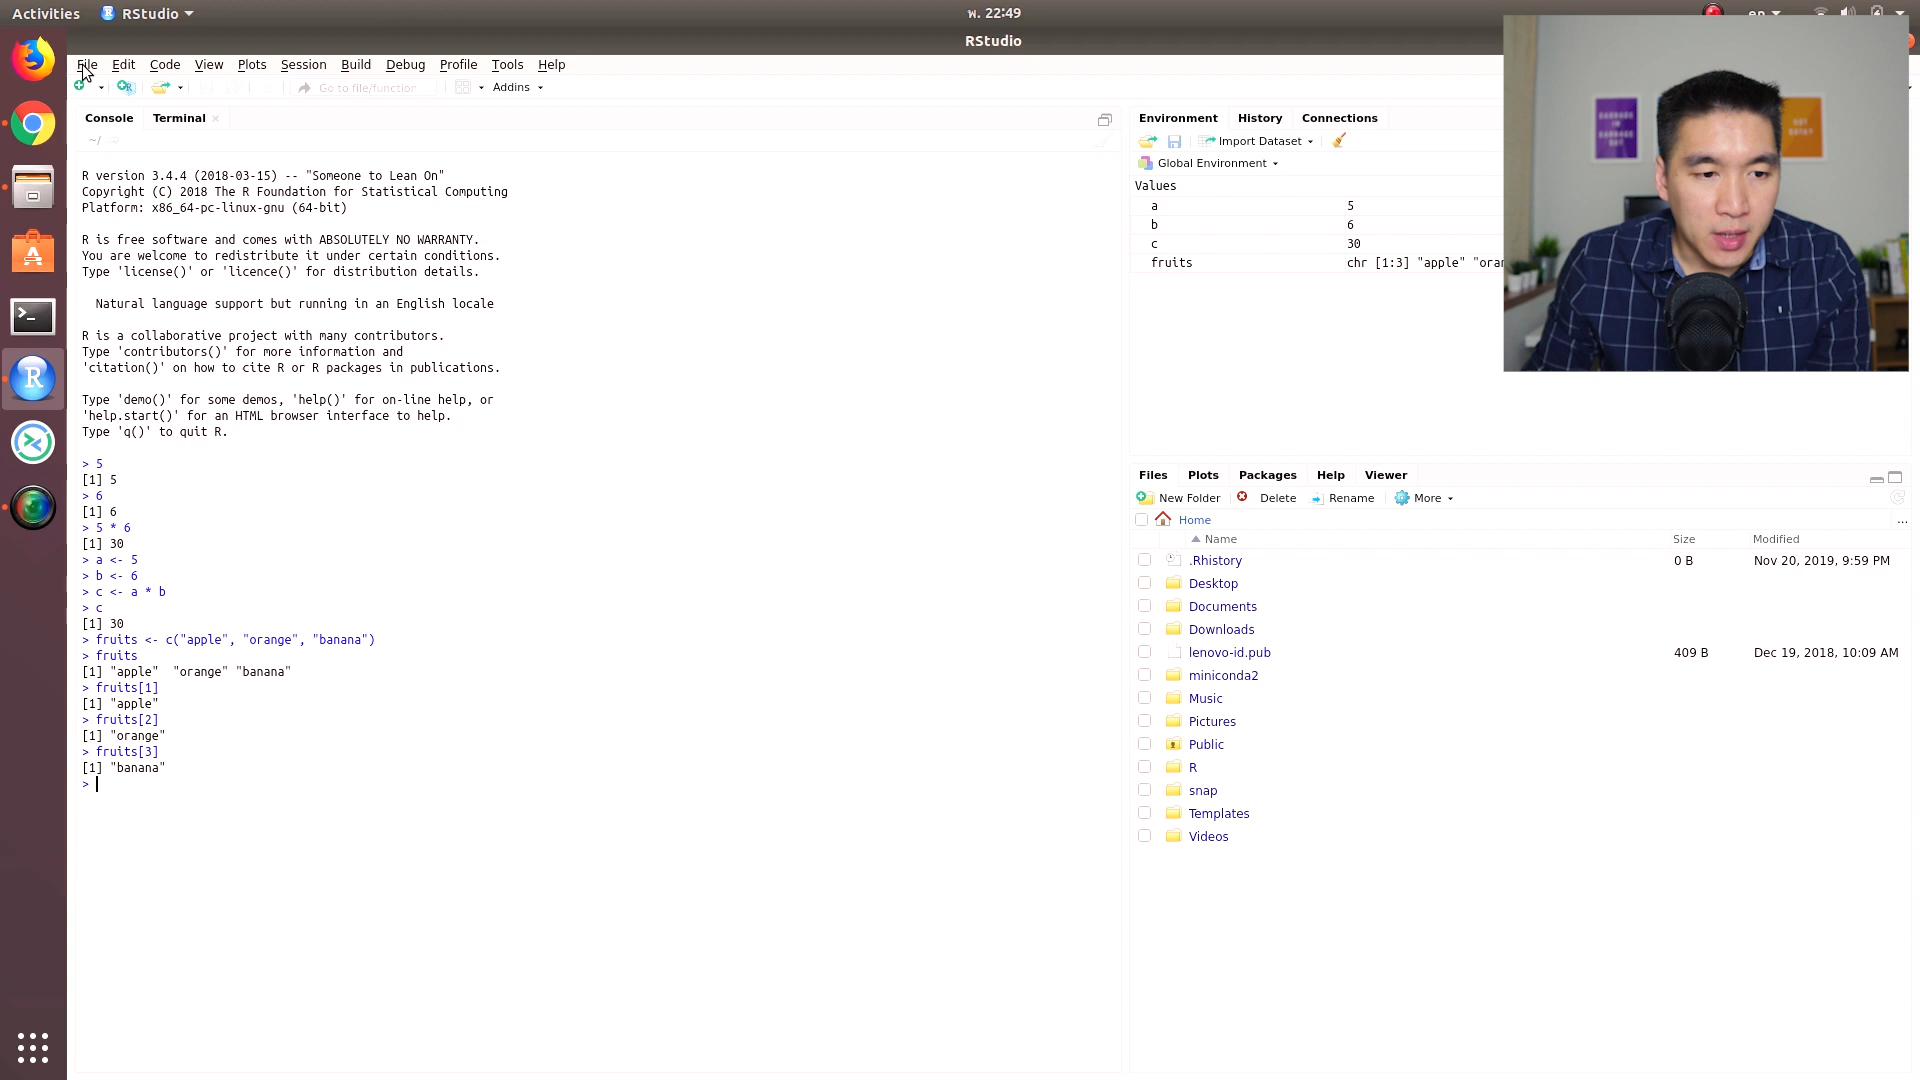 Activities RStudio พ. 22:49
RStudio
File Edit Code View Plots Session Build Debug Profile Tools Help
Go to file/function Addins
Console Terminal
~/
R version 3.4.4 (2018-03-15) -- "Someone to Lean On"
Copyright (C) 2018 The R Foundation for Statistical Computing
Platform: x86_64-pc-linux-gnu (64-bit)
R is free software and comes with ABSOLUTELY NO WARRANTY.
You are welcome to redistribute it under certain conditions.
Type 'license()' or 'licence()' for distribution details.
Natural language support but running in an English locale
R is a collaborative project with many contributors.
Type 'contributors()' for more information and
'citation()' on how to cite R or R packages in publications.
Type 'demo()' for some demos, 'help()' for on-line help, or
'help.start()' for an HTML browser interface to help.
Type 'q()' to quit R.
> 5
[1] 5
> 6
[1] 6
> 5 * 6
[1] 30
> a <- 5
> b <- 6
> c <- a * b
> c
[1] 30
> fruits <- c("apple", "orange", "banana")
> fruits
[1] "apple"  "orange" "banana"
> fruits[1]
[1] "apple"
> fruits[2]
[1] "orange"
> fruits[3]
[1] "banana"
>
Environment History Connections
Import Dataset
Global Environment
Values
a 5
b 6
c 30
fruits chr [1:3] "apple" "oran
Files Plots Packages Help Viewer
New Folder Delete Rename More
Home ...
Name Size Modified
.Rhistory 0 B Nov 20, 2019, 9:59 PM
Desktop
Documents
Downloads
lenovo-id.pub 409 B Dec 19, 2018, 10:09 AM
miniconda2
Music
Pictures
Public
R
snap
Templates
Videos